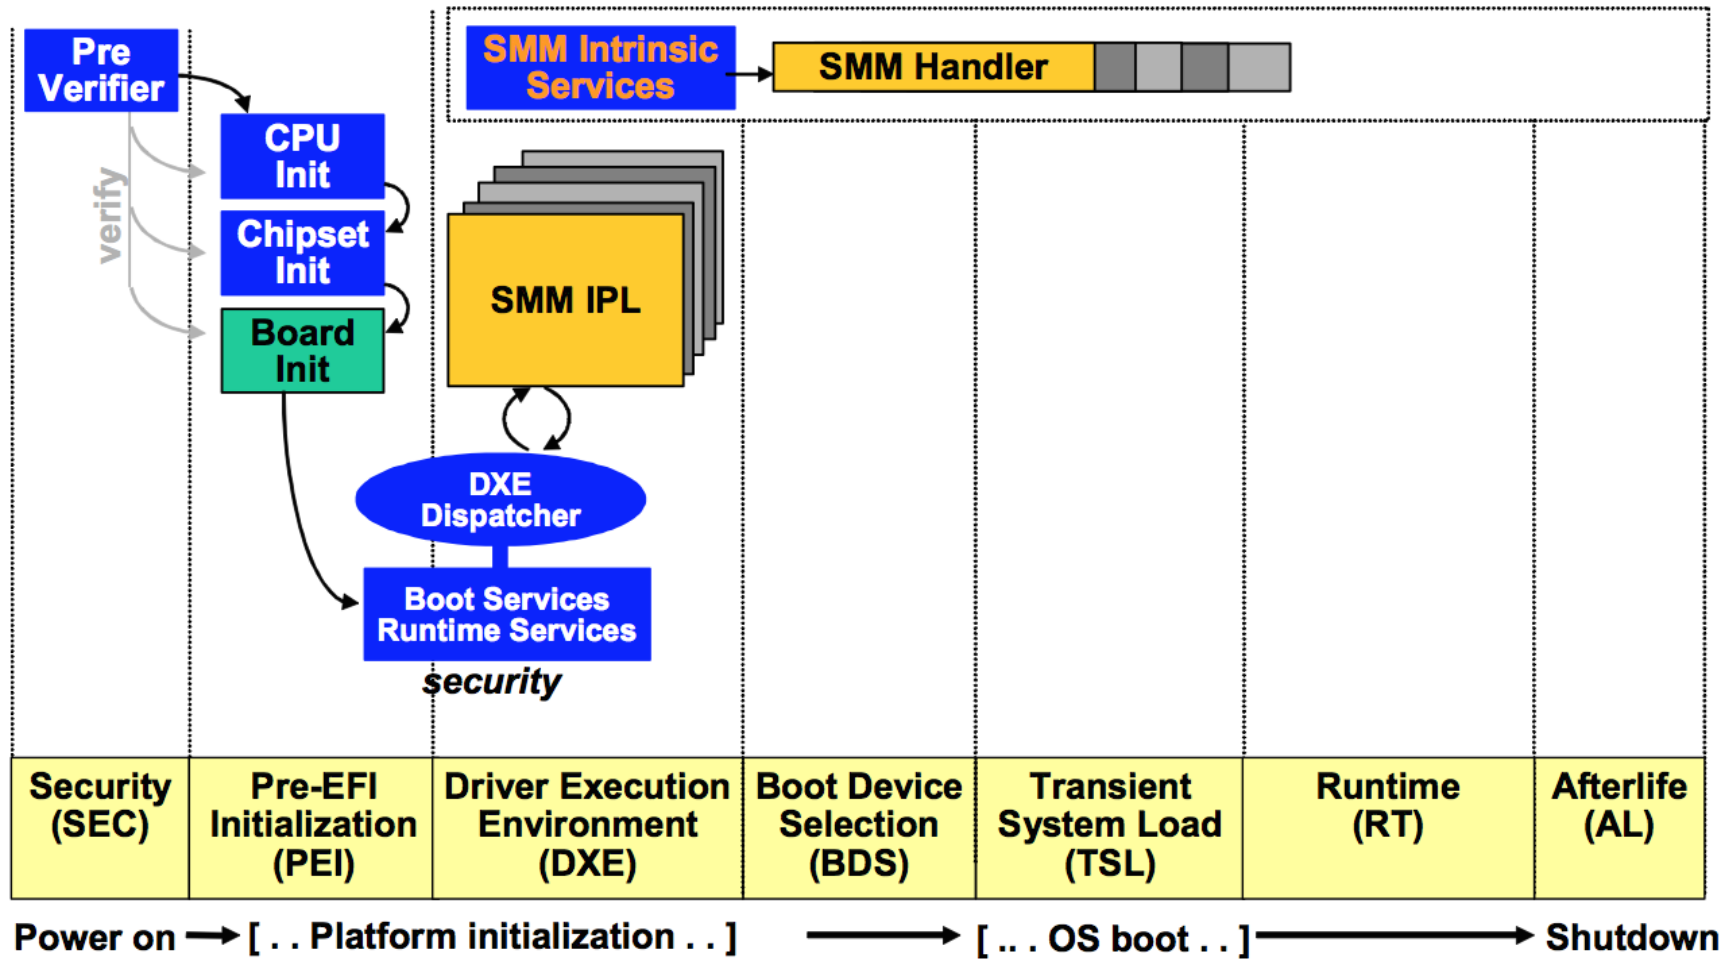 Pre
Verifier
SMM Intrinsic
Services
SMM Handler
CPU
Init
verify
Chipset
Init
Board
Init
SMM IPL
DXE
Dispatcher
Boot Services
Runtime Services
security
Security
(SEC)
Pre-EFI
Initialization
(PEI)
Driver Execution
Environment
(DXE)
Boot Device
Selection
(BDS)
Transient
System Load
(TSL)
Runtime
(RT)
Afterlife
(AL)
Power on
[ . . Platform initialization . . ]
[ .. . OS boot . . ]
Shutdown